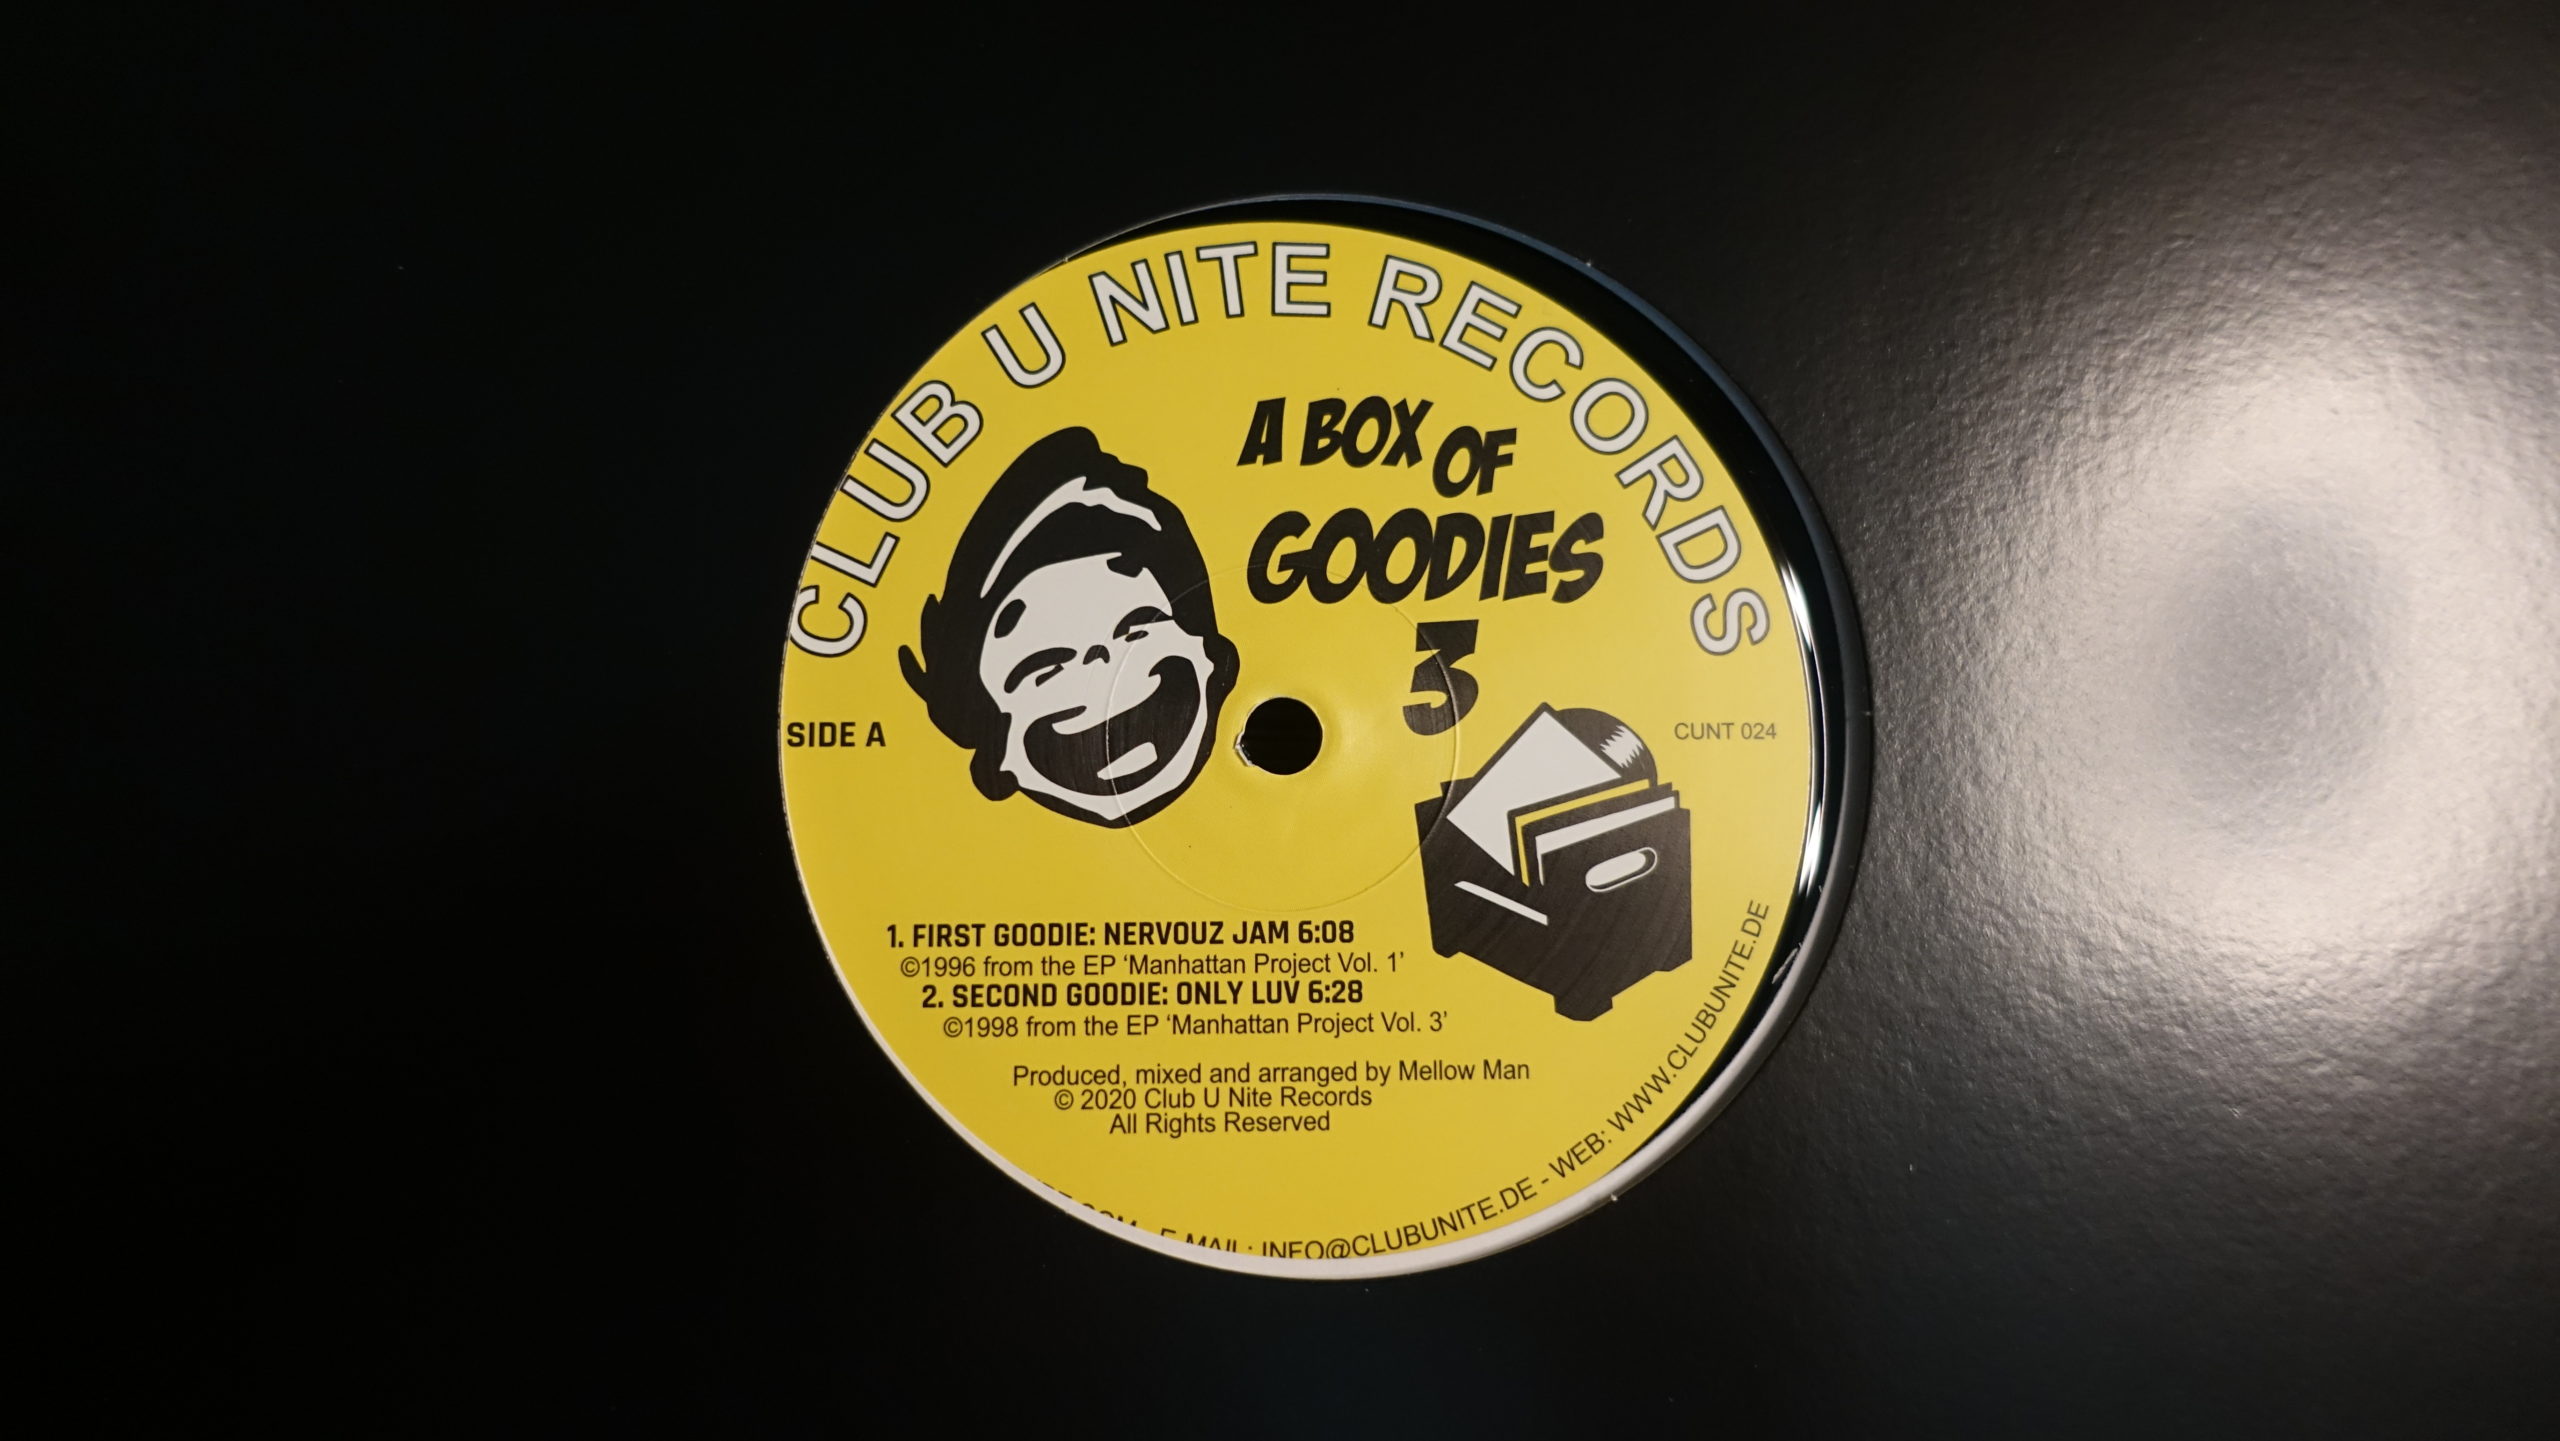 CLUB U NITE RECORDS
A BOX OF
GOODIES
3
SIDE A
CUNT 024
1. FIRST GOODIE: NERVOUZ JAM 6:08
©1996 from the EP ‘Manhattan Project Vol. 1’
2. SECOND GOODIE: ONLY LUV 6:28
©1998 from the EP ‘Manhattan Project Vol. 3’
Produced, mixed and arranged by Mellow Man
© 2020 Club U Nite Records
All Rights Reserved
E-MAIL: INFO@CLUBUNITE.DE - WEB: WWW.CLUBUNITE.DE